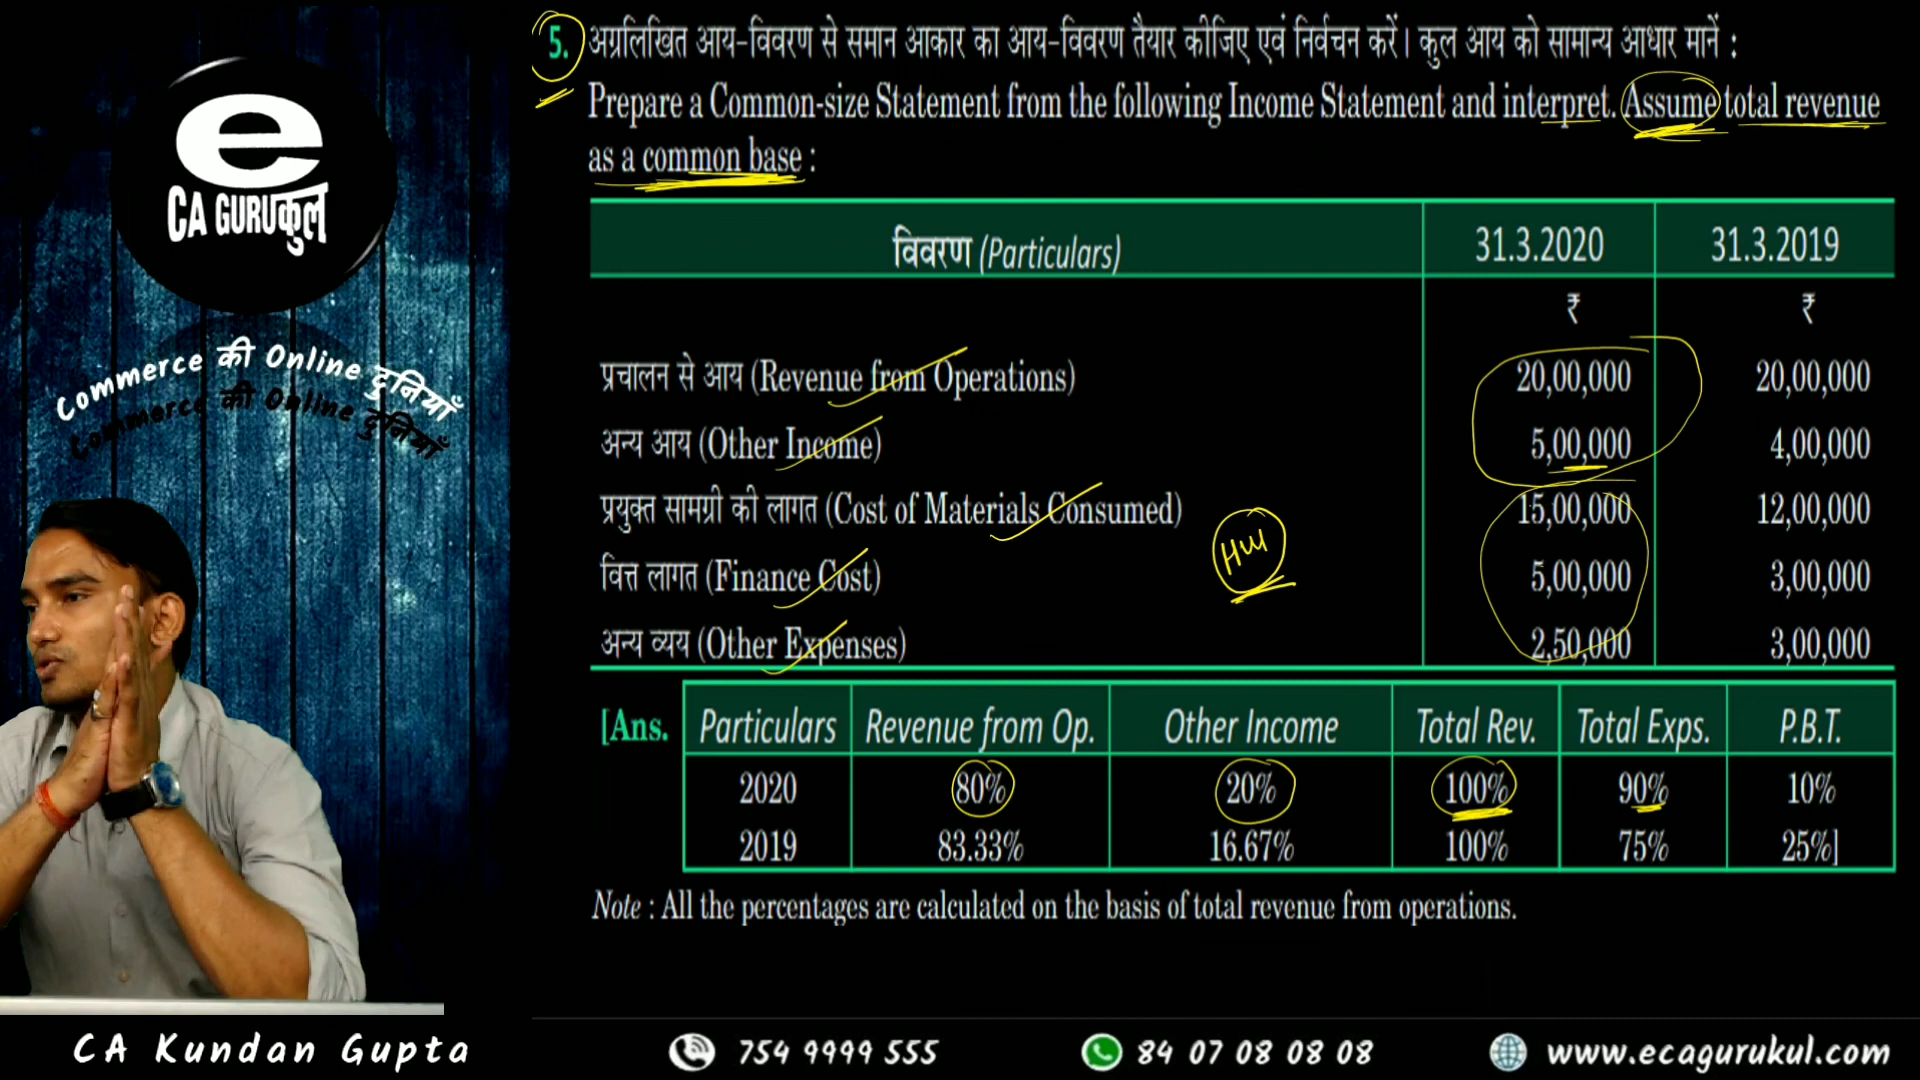 e
CA GURUकुल
Commerce की Online दुनियाँ
Commerce की Online दुनियाँ
5. अग्रलिखित आय-विवरण से समान आकार का आय-विवरण तैयार कीजिए एवं निर्वचन करें। कुल आय को सामान्य आधार मानें :
Prepare a Common-size Statement from the following Income Statement and interpret. Assume total revenue
as a common base :
विवरण (Particulars) 31.3.2020 31.3.2019
₹ ₹
प्रचालन से आय (Revenue from Operations) 20,00,000 20,00,000
अन्य आय (Other Income) 5,00,000 4,00,000
प्रयुक्त सामग्री की लागत (Cost of Materials Consumed) 15,00,000 12,00,000
HW
वित्त लागत (Finance Cost) 5,00,000 3,00,000
अन्य व्यय (Other Expenses) 2,50,000 3,00,000
[Ans. Particulars Revenue from Op. Other Income Total Rev. Total Exps. P.B.T.
2020 80% 20% 100% 90% 10%
2019 83.33% 16.67% 100% 75% 25%]
Note : All the percentages are calculated on the basis of total revenue from operations.
CA Kundan Gupta 754 9999 555 84 07 08 08 08 www.ecagurukul.com